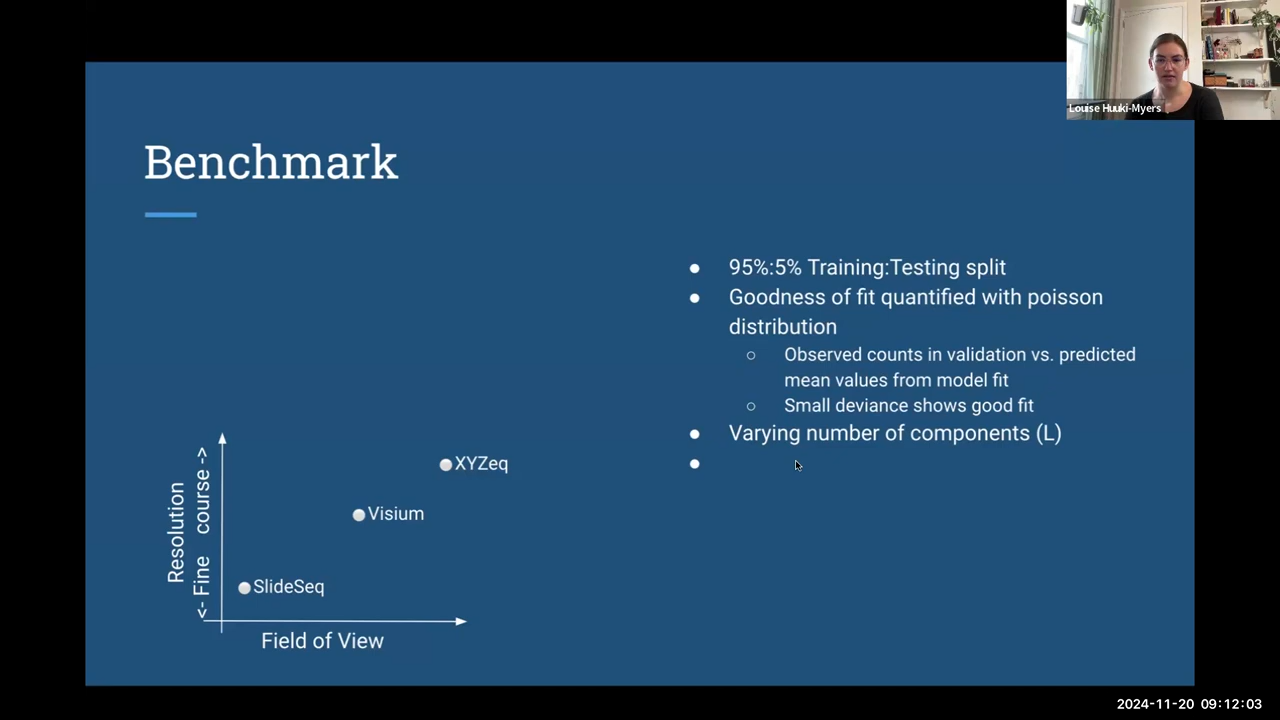 Louise Huuki-Myers
Benchmark
● 95%:5% Training:Testing split
● Goodness of fit quantified with poisson
distribution
○ Observed counts in validation vs. predicted
mean values from model fit
○ Small deviance shows good fit
● Varying number of components (L)
●
Resolution
<- Fine course ->
XYZeq
Visium
SlideSeq
Field of View
2024-11-20 09:12:03